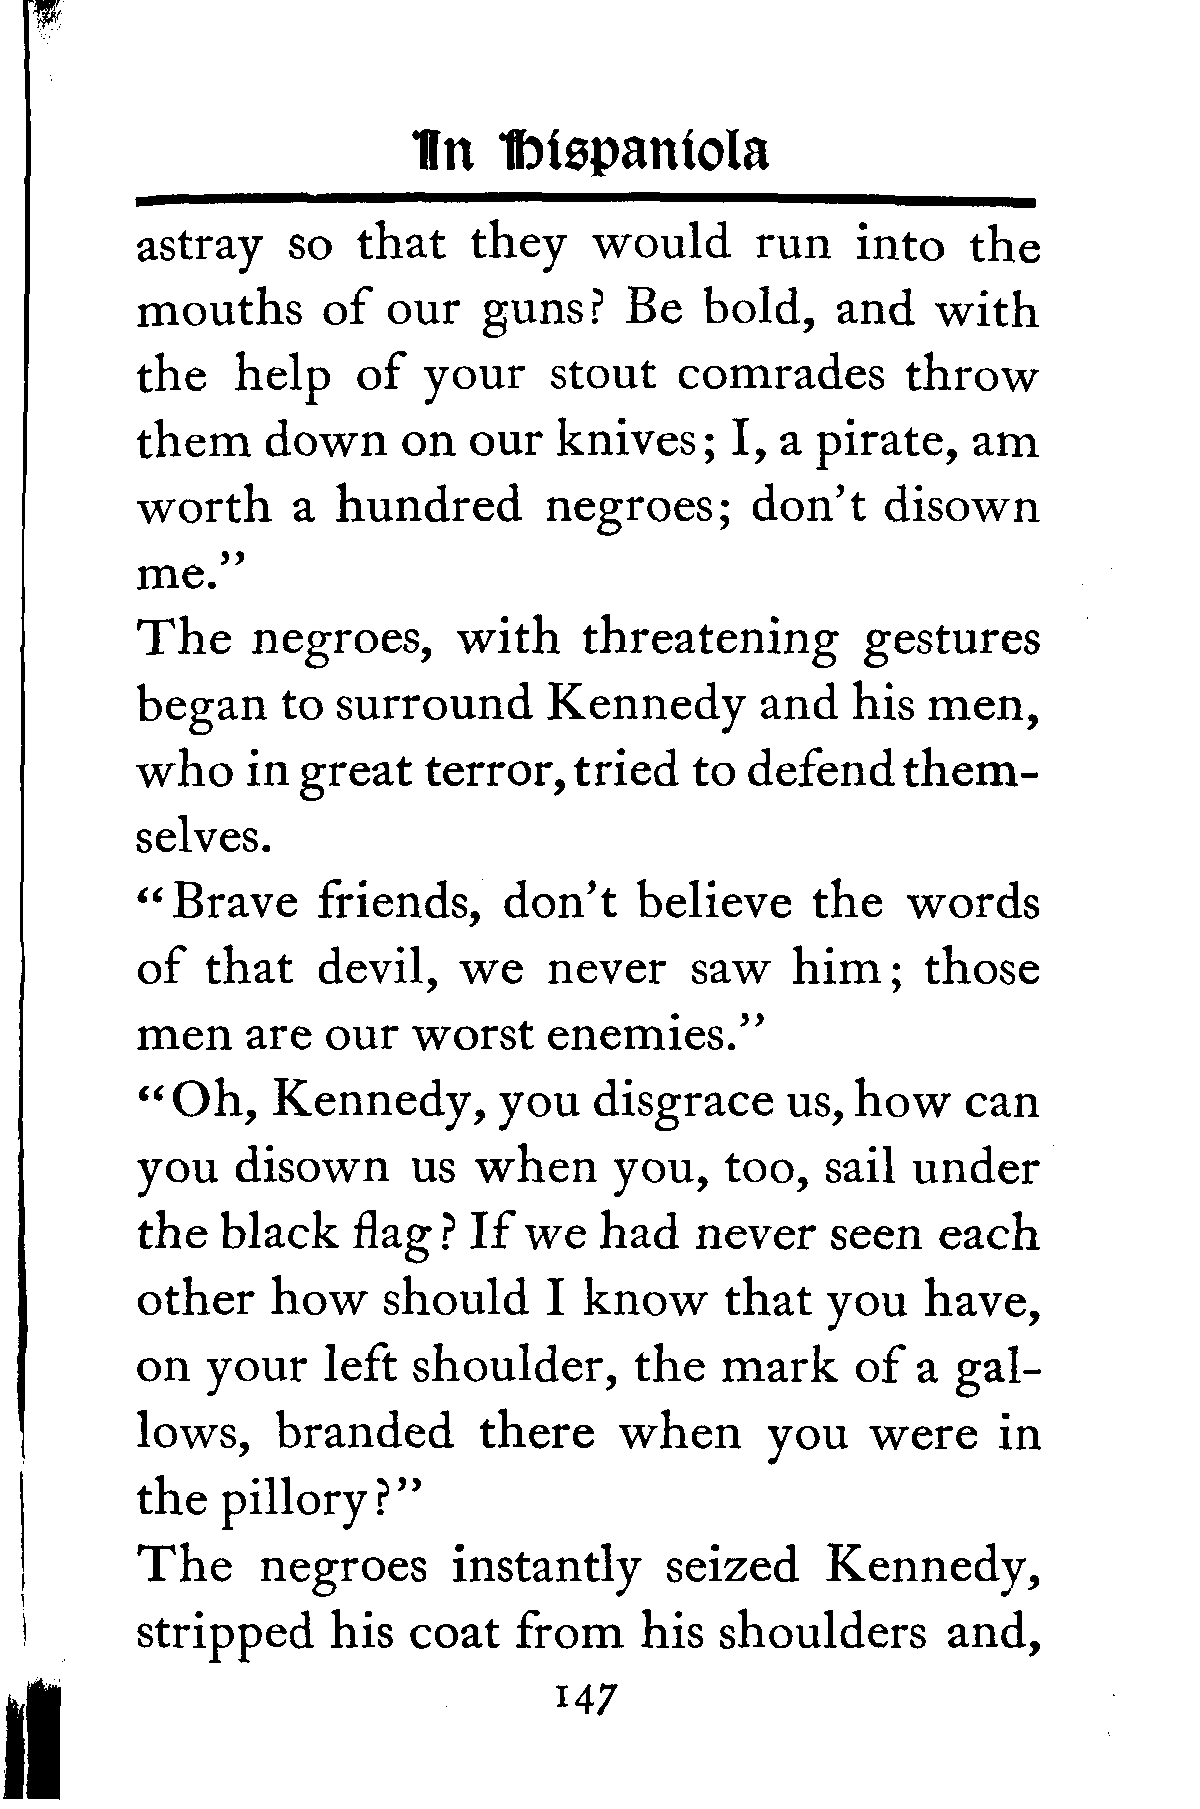 In Hispaniola
astray so that they would run into the
mouths of our guns? Be bold, and with
the help of your stout comrades throw
them down on our knives; I, a pirate, am
worth a hundred negroes; don't disown
me."
The negroes, with threatening gestures
began to surround Kennedy and his men,
who in great terror, tried to defend them-
selves.
"Brave friends, don't believe the words
of that devil, we never saw him; those
men are our worst enemies."
"Oh, Kennedy, you disgrace us, how can
you disown us when you, too, sail under
the black flag? If we had never seen each
other how should I know that you have,
on your left shoulder, the mark of a gal-
lows, branded there when you were in
the pillory?"
The negroes instantly seized Kennedy,
stripped his coat from his shoulders and,
147